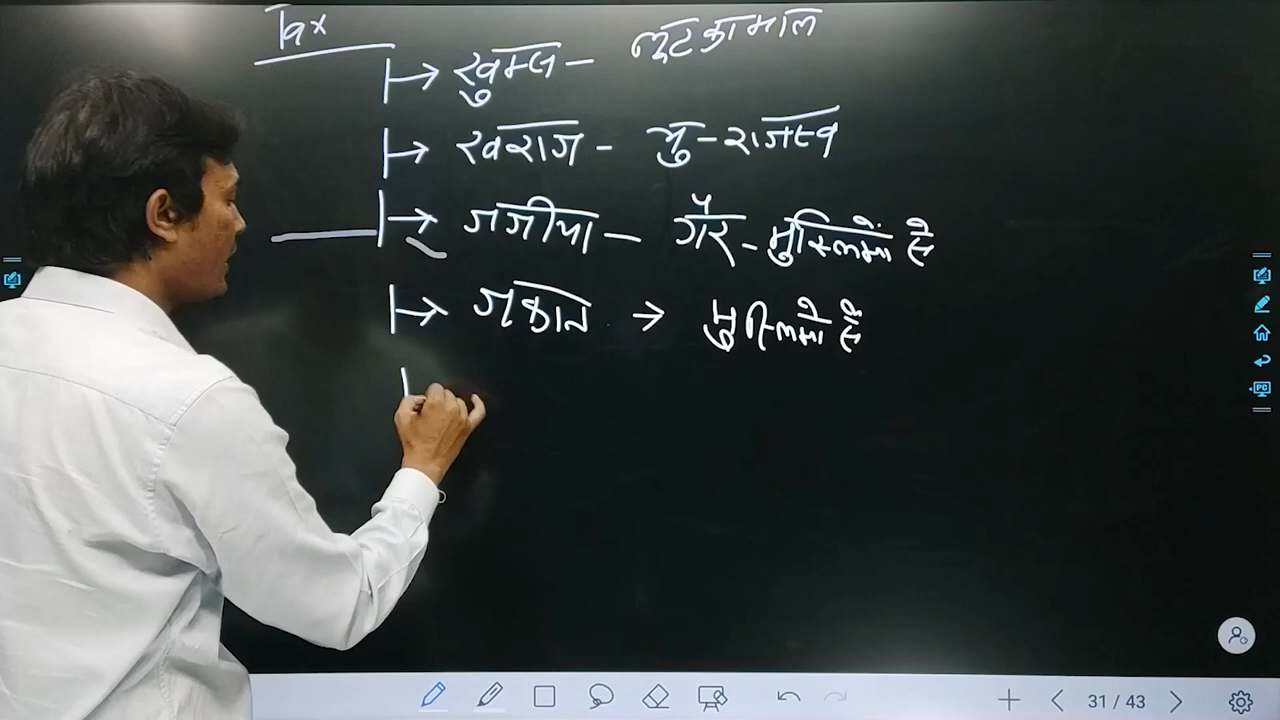 Tax
खुम्स - लूट का माल
खराज - भु-राजस्व
जजीया - गैर-मुस्लिमों से
जकात → मुस्लिमों से
31 / 43